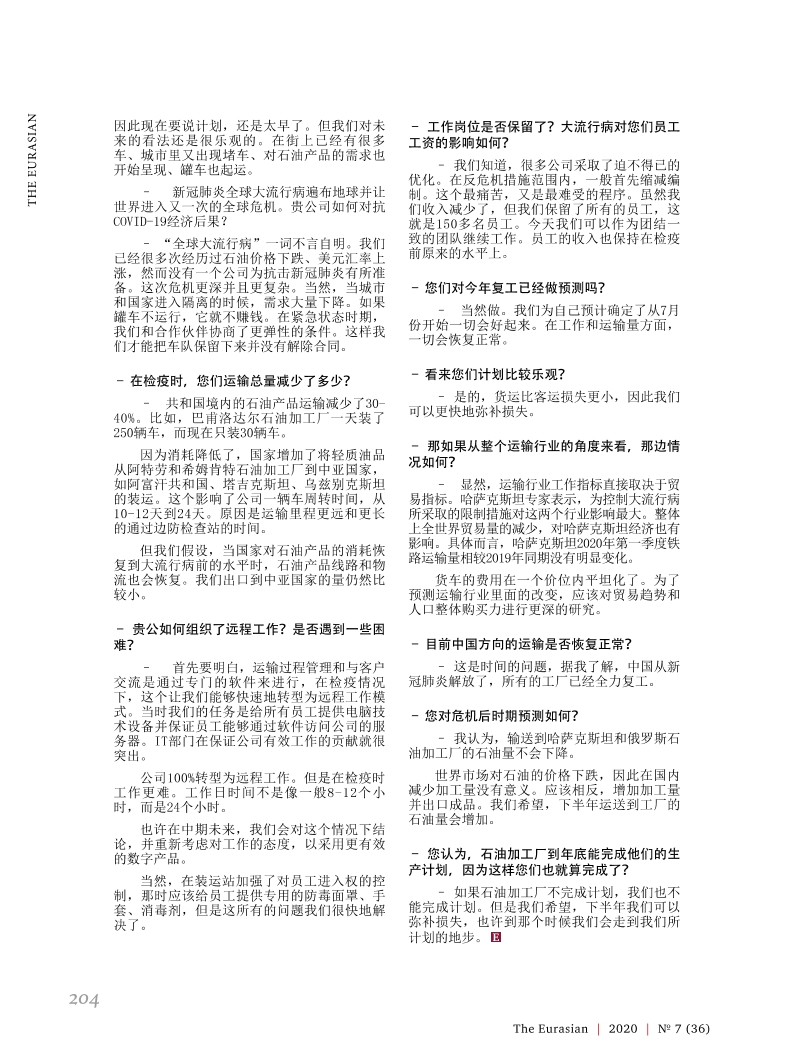 THE EURASIAN
因此现在要说计划，还是太早了。但我们对未
来的看法还是很乐观的。在街上已经有很多
车、城市里又出现堵车、对石油产品的需求也
开始呈现、罐车也起运。
– 新冠肺炎全球大流行病遍布地球并让
世界进入又一次的全球危机。贵公司如何对抗
COVID-19经济后果？
– “全球大流行病”一词不言自明。我们
已经很多次经历过石油价格下跌、美元汇率上
涨，然而没有一个公司为抗击新冠肺炎有所准
备。这次危机更深并且更复杂。当然，当城市
和国家进入隔离的时候，需求大量下降。如果
罐车不运行，它就不赚钱。在紧急状态时期，
我们和合作伙伴协商了更弹性的条件。这样我
们才能把车队保留下来并没有解除合同。
– 在检疫时，您们运输总量减少了多少？
– 共和国境内的石油产品运输减少了30-
40%。比如，巴甫洛达尔石油加工厂一天装了
250辆车，而现在只装30辆车。
因为消耗降低了，国家增加了将轻质油品
从阿特劳和希姆肯特石油加工厂到中亚国家，
如阿富汗共和国、塔吉克斯坦、乌兹别克斯坦
的装运。这个影响了公司一辆车周转时间，从
10-12天到24天。原因是运输里程更远和更长
的通过边防检查站的时间。
但我们假设，当国家对石油产品的消耗恢
复到大流行病前的水平时，石油产品线路和物
流也会恢复。我们出口到中亚国家的量仍然比
较小。
– 贵公如何组织了远程工作？是否遇到一些困
难？
– 首先要明白，运输过程管理和与客户
交流是通过专门的软件来进行，在检疫情况
下，这个让我们能够快速地转型为远程工作模
式。当时我们的任务是给所有员工提供电脑技
术设备并保证员工能够通过软件访问公司的服
务器。IT部门在保证公司有效工作的贡献就很
突出。
公司100%转型为远程工作。但是在检疫时
工作更难。工作日时间不是像一般8-12个小
时，而是24个小时。
也许在中期未来，我们会对这个情况下结
论，并重新考虑对工作的态度，以采用更有效
的数字产品。
当然，在装运站加强了对员工进入权的控
制，那时应该给员工提供专用的防毒面罩、手
套、消毒剂，但是这所有的问题我们很快地解
决了。
– 工作岗位是否保留了？大流行病对您们员工
工资的影响如何？
– 我们知道，很多公司采取了迫不得已的
优化。在反危机措施范围内，一般首先缩减编
制。这个最痛苦，又是最难受的程序。虽然我
们收入减少了，但我们保留了所有的员工，这
就是150多名员工。今天我们可以作为团结一
致的团队继续工作。员工的收入也保持在检疫
前原来的水平上。
– 您们对今年复工已经做预测吗？
– 当然做。我们为自己预计确定了从7月
份开始一切会好起来。在工作和运输量方面，
一切会恢复正常。
– 看来您们计划比较乐观？
– 是的，货运比客运损失更小，因此我们
可以更快地弥补损失。
– 那如果从整个运输行业的角度来看，那边情
况如何？
– 显然，运输行业工作指标直接取决于贸
易指标。哈萨克斯坦专家表示，为控制大流行病
所采取的限制措施对这两个行业影响最大。整体
上全世界贸易量的减少，对哈萨克斯坦经济也有
影响。具体而言，哈萨克斯坦2020年第一季度铁
路运输量相较2019年同期没有明显变化。
货车的费用在一个价位内平坦化了。为了
预测运输行业里面的改变，应该对贸易趋势和
人口整体购买力进行更深的研究。
– 目前中国方向的运输是否恢复正常？
– 这是时间的问题，据我了解，中国从新
冠肺炎解放了，所有的工厂已经全力复工。
– 您对危机后时期预测如何？
– 我认为，输送到哈萨克斯坦和俄罗斯石
油加工厂的石油量不会下降。
世界市场对石油的价格下跌，因此在国内
减少加工量没有意义。应该相反，增加加工量
并出口成品。我们希望，下半年运送到工厂的
石油量会增加。
– 您认为，石油加工厂到年底能完成他们的生
产计划，因为这样您们也就算完成了？
– 如果石油加工厂不完成计划，我们也不
能完成计划。但是我们希望，下半年我们可以
弥补损失，也许到那个时候我们会走到我们所
计划的地步。 E
204
The Eurasian | 2020 | № 7 (36)